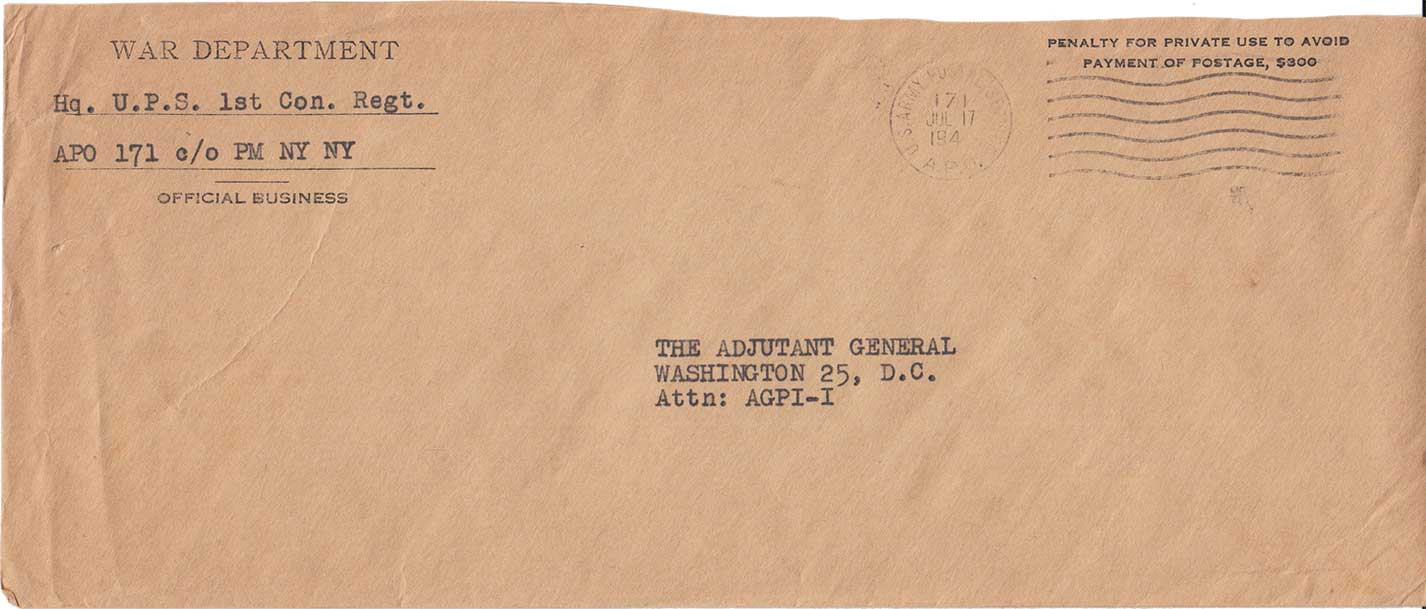 WAR DEPARTMENT
Hq. U.P.S. 1st Con. Regt.
APO 171 c/o PM NY NY
OFFICIAL BUSINESS
PENALTY FOR PRIVATE USE TO AVOID
PAYMENT OF POSTAGE, $300
U.S. ARMY
171
JUL 17
194
A.P.O.
THE ADJUTANT GENERAL
WASHINGTON 25, D.C.
Attn: AGPI-I